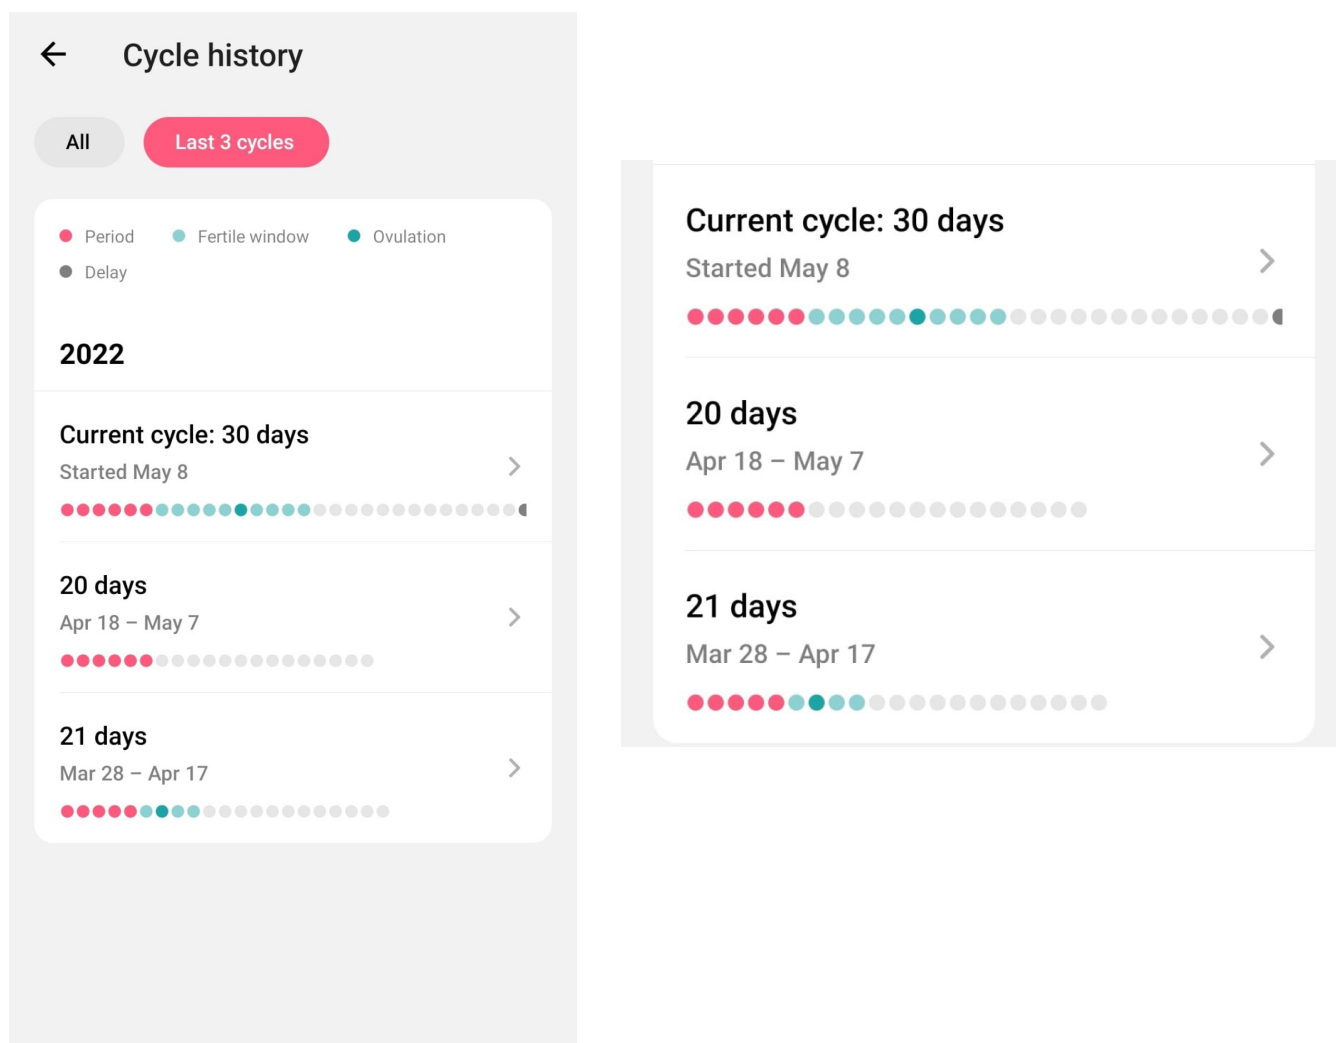 Cycle history
All
Last 3 cycles
Period
Fertile window
Ovulation
Delay
2022
Current cycle: 30 days
Started May 8
20 days
Apr 18 – May 7
21 days
Mar 28 – Apr 17
Current cycle: 30 days
Started May 8
20 days
Apr 18 – May 7
21 days
Mar 28 – Apr 17